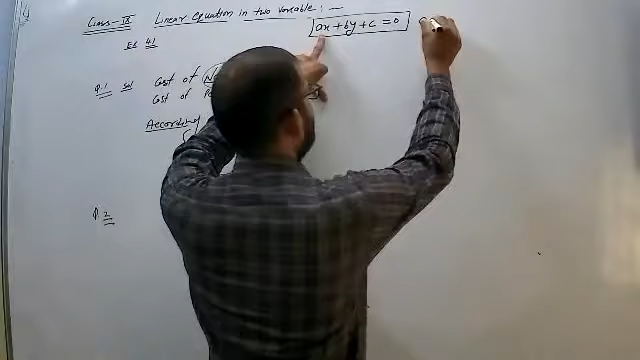 Class-IX Linear equation in two variable :-
ax + by + c = 0
Ex 4.1
Q.1 Sol Cost of
Cost of
According
Q.2